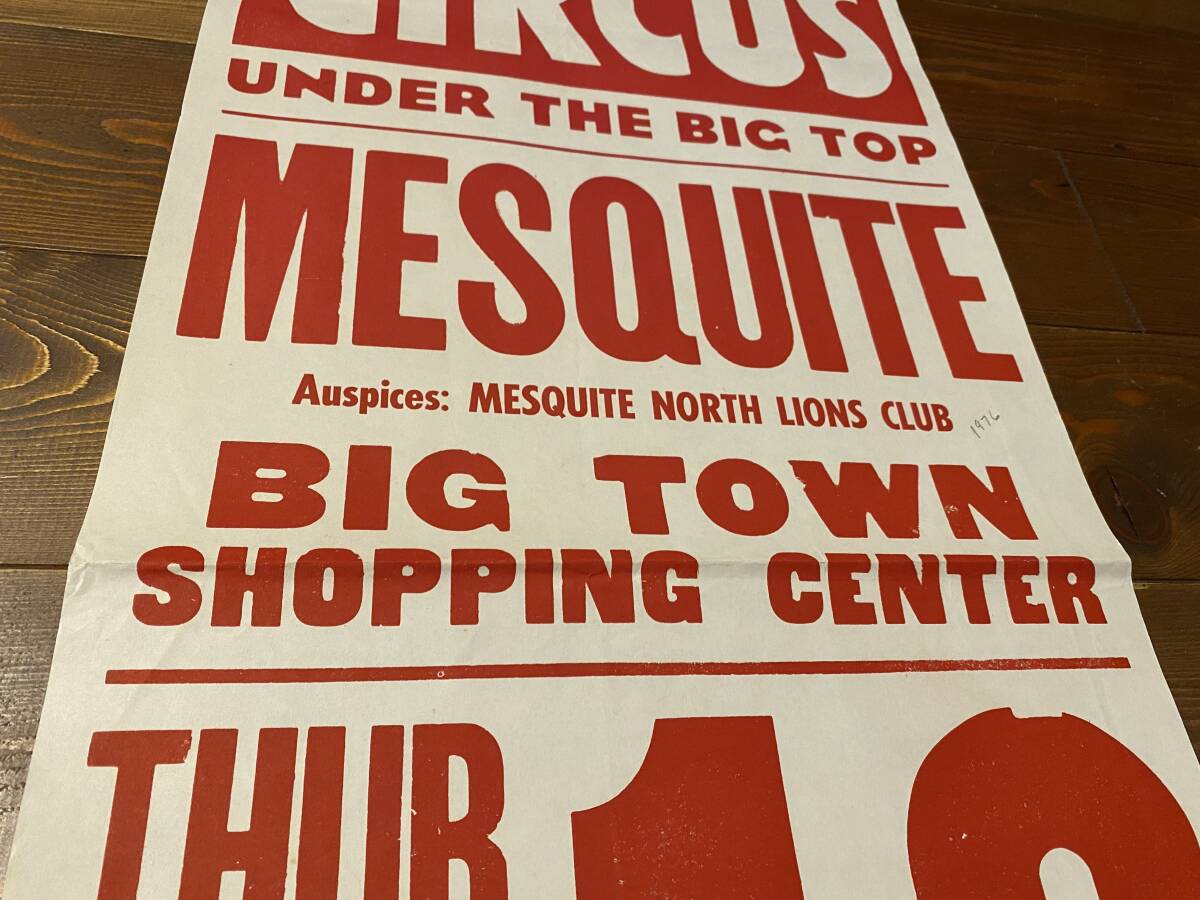 CIRCUS
UNDER THE BIG TOP
MESQUITE
Auspices: MESQUITE NORTH LIONS CLUB 1976
BIG TOWN
SHOPPING CENTER
THUR